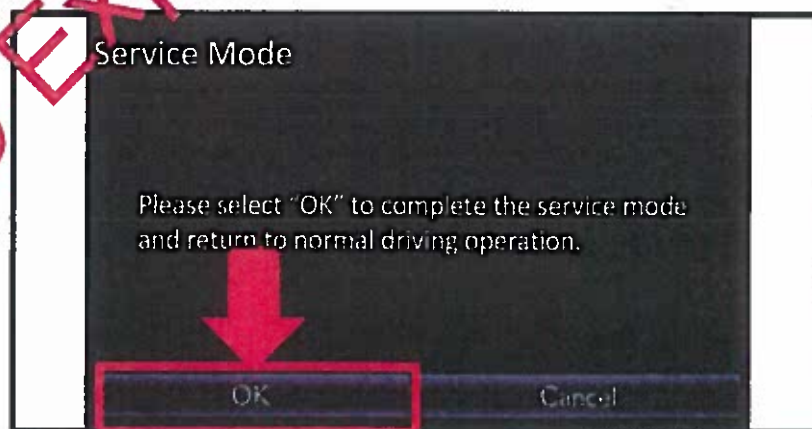 Service Mode
Please select "OK" to complete the service mode
and return to normal driving operation.
OK
Cancel